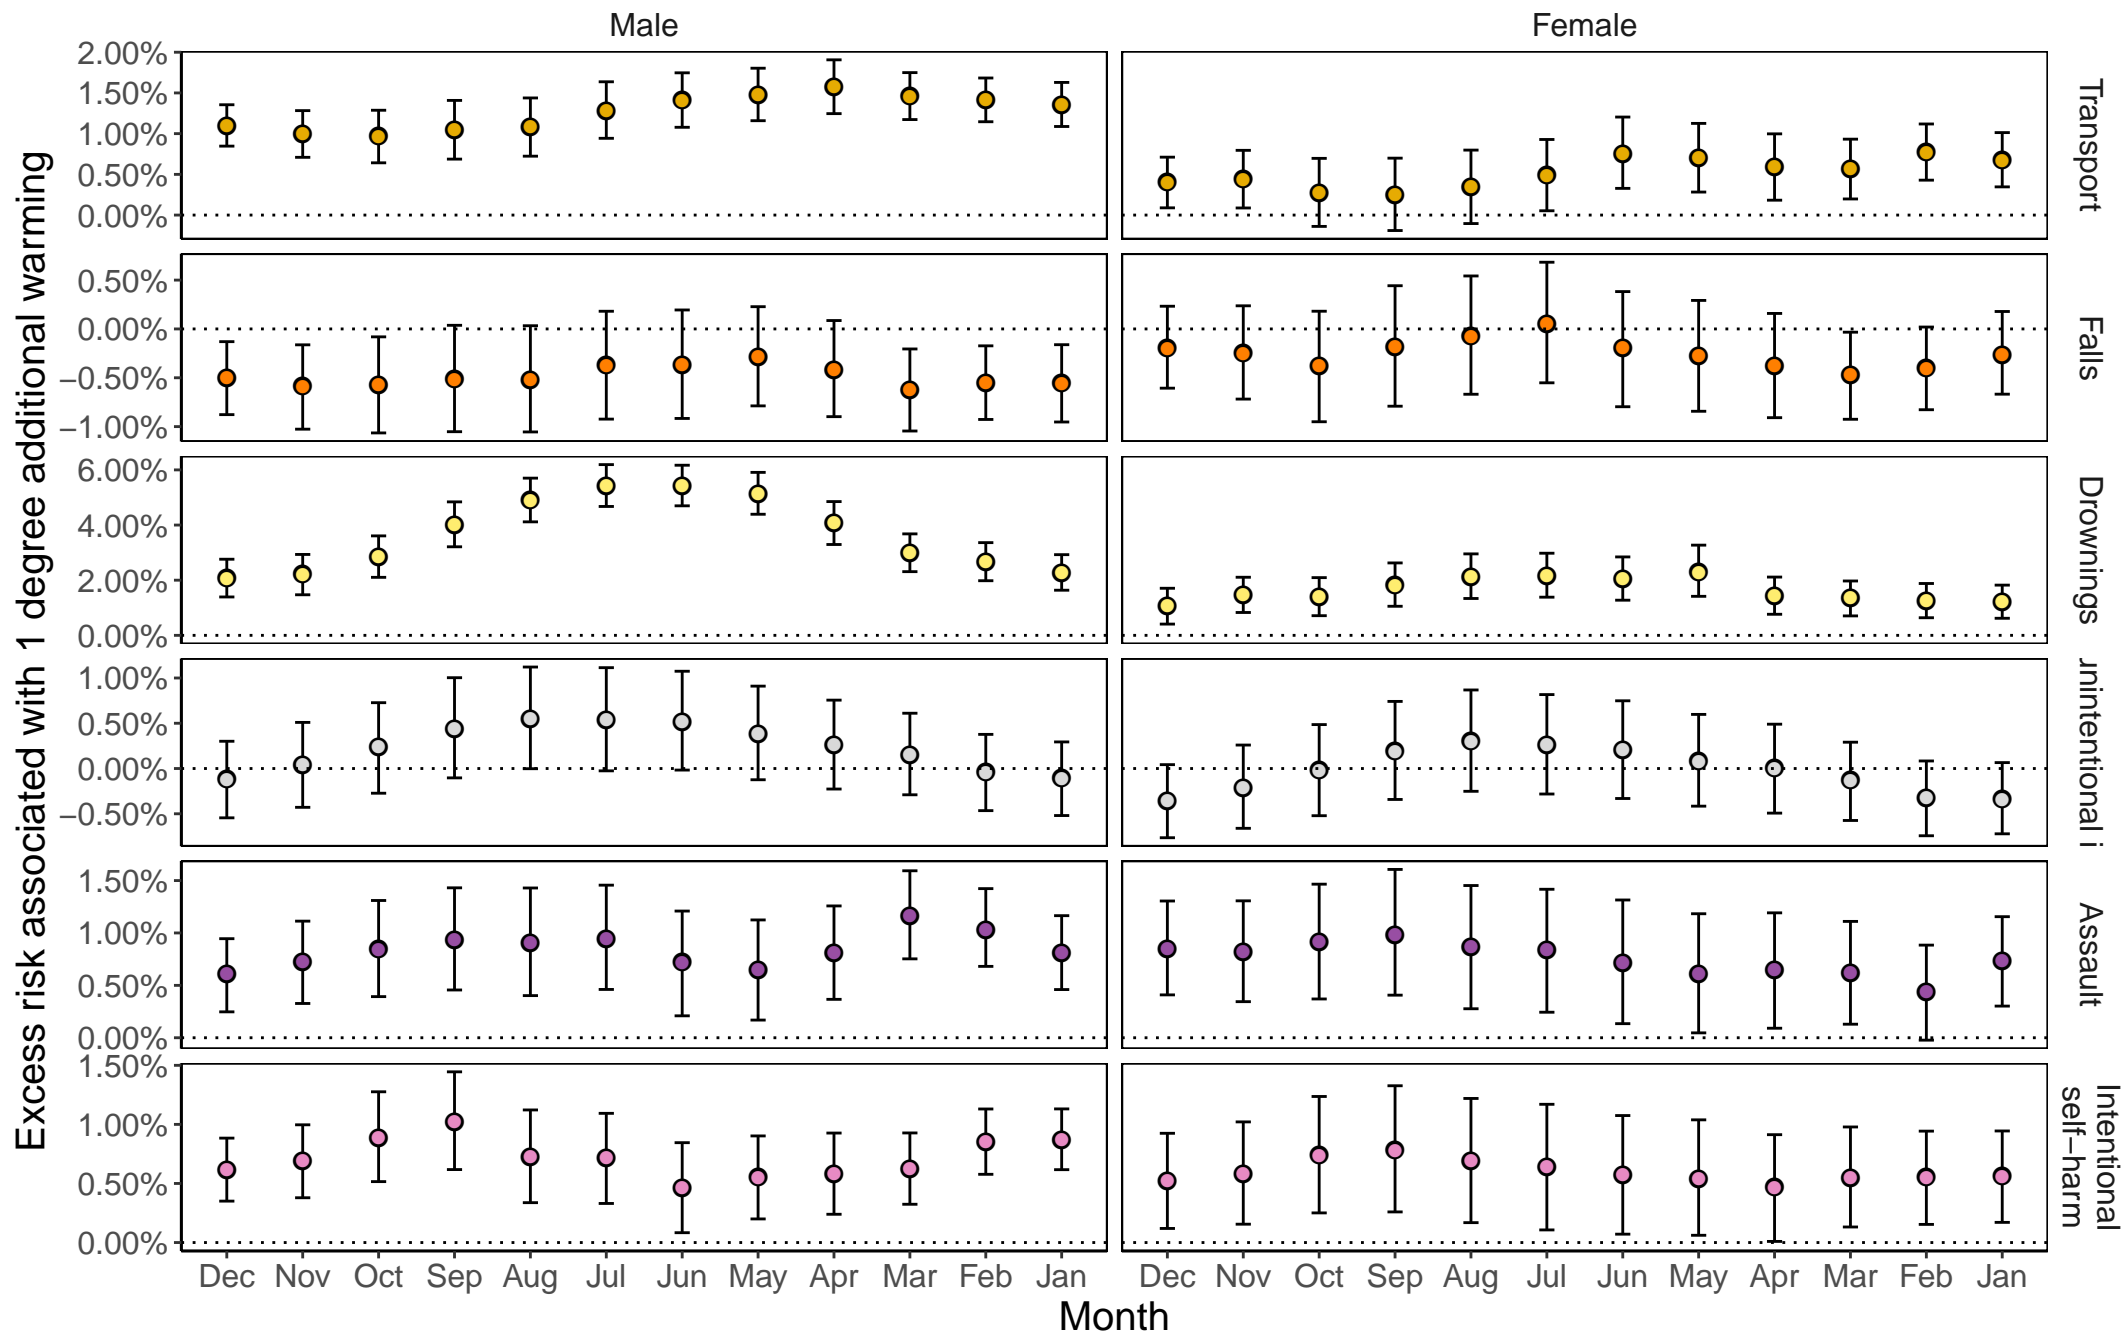 Male Female
2.00%
1.50%
1.00%
0.50%
0.00%
Transport
0.50%
0.00%
−0.50%
−1.00%
Falls
6.00%
4.00%
2.00%
0.00%
Drownings
1.00%
0.50%
0.00%
−0.50%
unintentional i
1.50%
1.00%
0.50%
0.00%
Assault
1.50%
1.00%
0.50%
0.00%
Intentional
self−harm
Dec Nov Oct Sep Aug Jul Jun May Apr Mar Feb Jan Dec Nov Oct Sep Aug Jul Jun May Apr Mar Feb Jan
Month
Excess risk associated with 1 degree additional warming